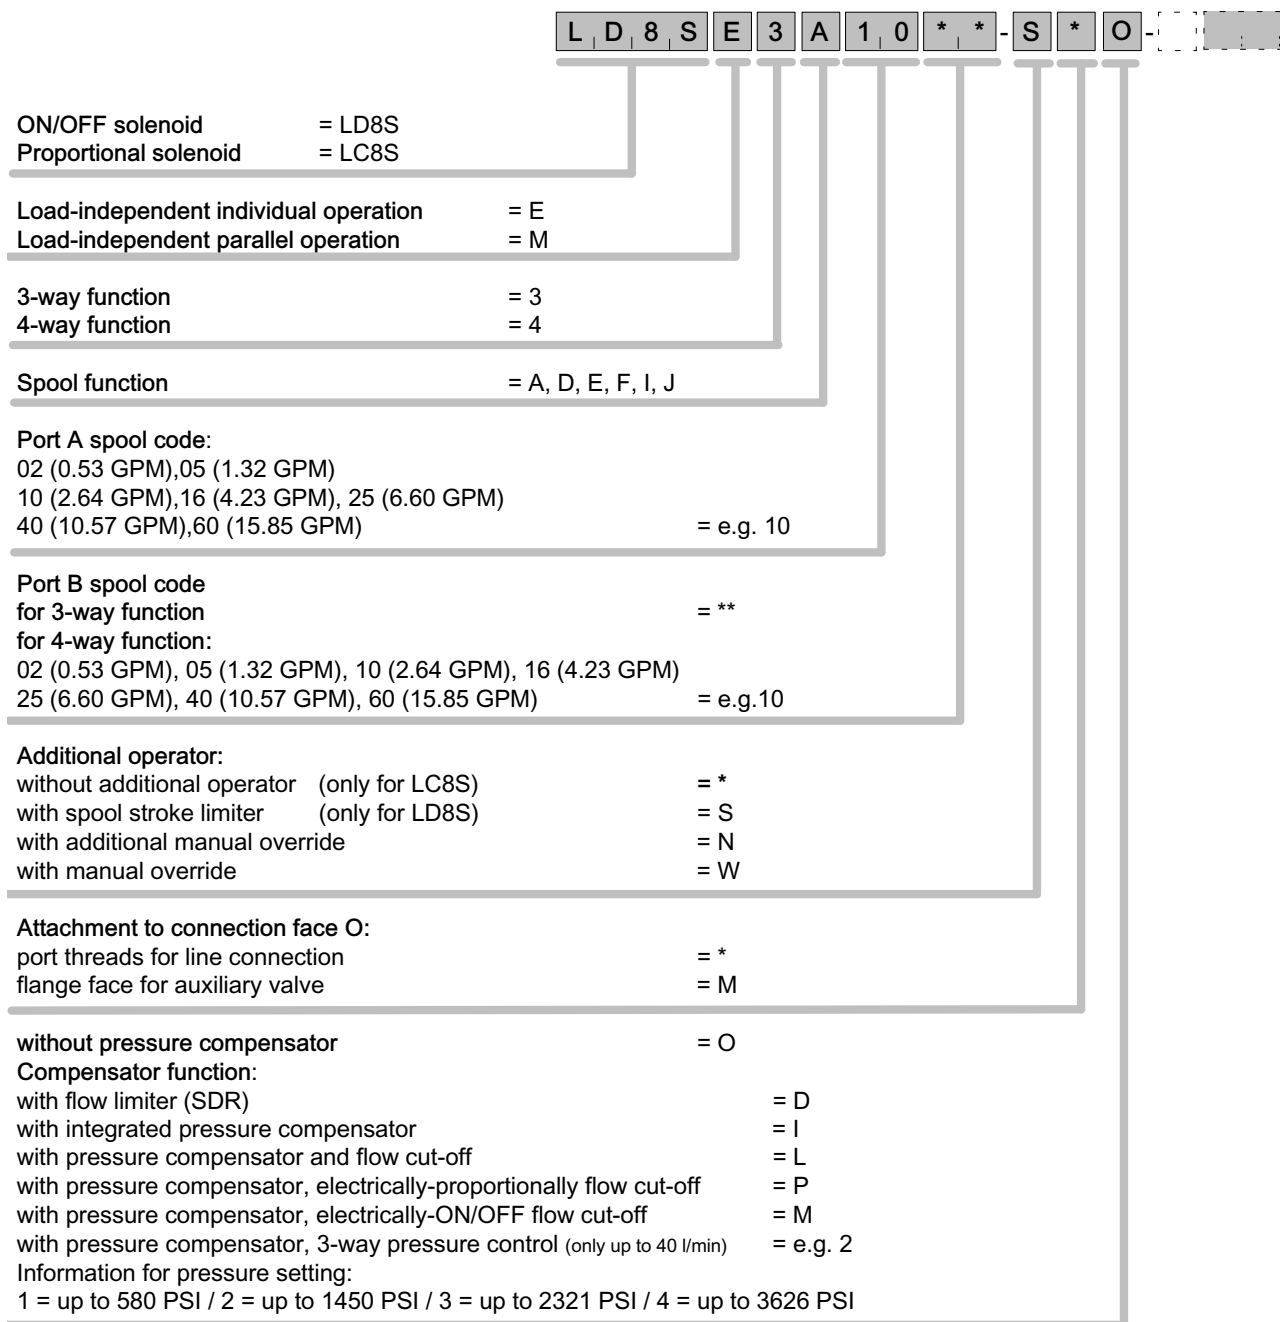 L D 8 S E 3 A 1 0 * * - S * O -
ON/OFF solenoid = LD8S
Proportional solenoid = LC8S
Load-independent individual operation = E
Load-independent parallel operation = M
3-way function = 3
4-way function = 4
Spool function = A, D, E, F, I, J
Port A spool code:
02 (0.53 GPM),05 (1.32 GPM)
10 (2.64 GPM),16 (4.23 GPM), 25 (6.60 GPM)
40 (10.57 GPM),60 (15.85 GPM) = e.g. 10
Port B spool code
for 3-way function = **
for 4-way function:
02 (0.53 GPM), 05 (1.32 GPM), 10 (2.64 GPM), 16 (4.23 GPM)
25 (6.60 GPM), 40 (10.57 GPM), 60 (15.85 GPM) = e.g.10
Additional operator:
without additional operator (only for LC8S) = *
with spool stroke limiter (only for LD8S) = S
with additional manual override = N
with manual override = W
Attachment to connection face O:
port threads for line connection = *
flange face for auxiliary valve = M
without pressure compensator = O
Compensator function:
with flow limiter (SDR) = D
with integrated pressure compensator = I
with pressure compensator and flow cut-off = L
with pressure compensator, electrically-proportionally flow cut-off = P
with pressure compensator, electrically-ON/OFF flow cut-off = M
with pressure compensator, 3-way pressure control (only up to 40 l/min) = e.g. 2
Information for pressure setting:
1 = up to 580 PSI / 2 = up to 1450 PSI / 3 = up to 2321 PSI / 4 = up to 3626 PSI